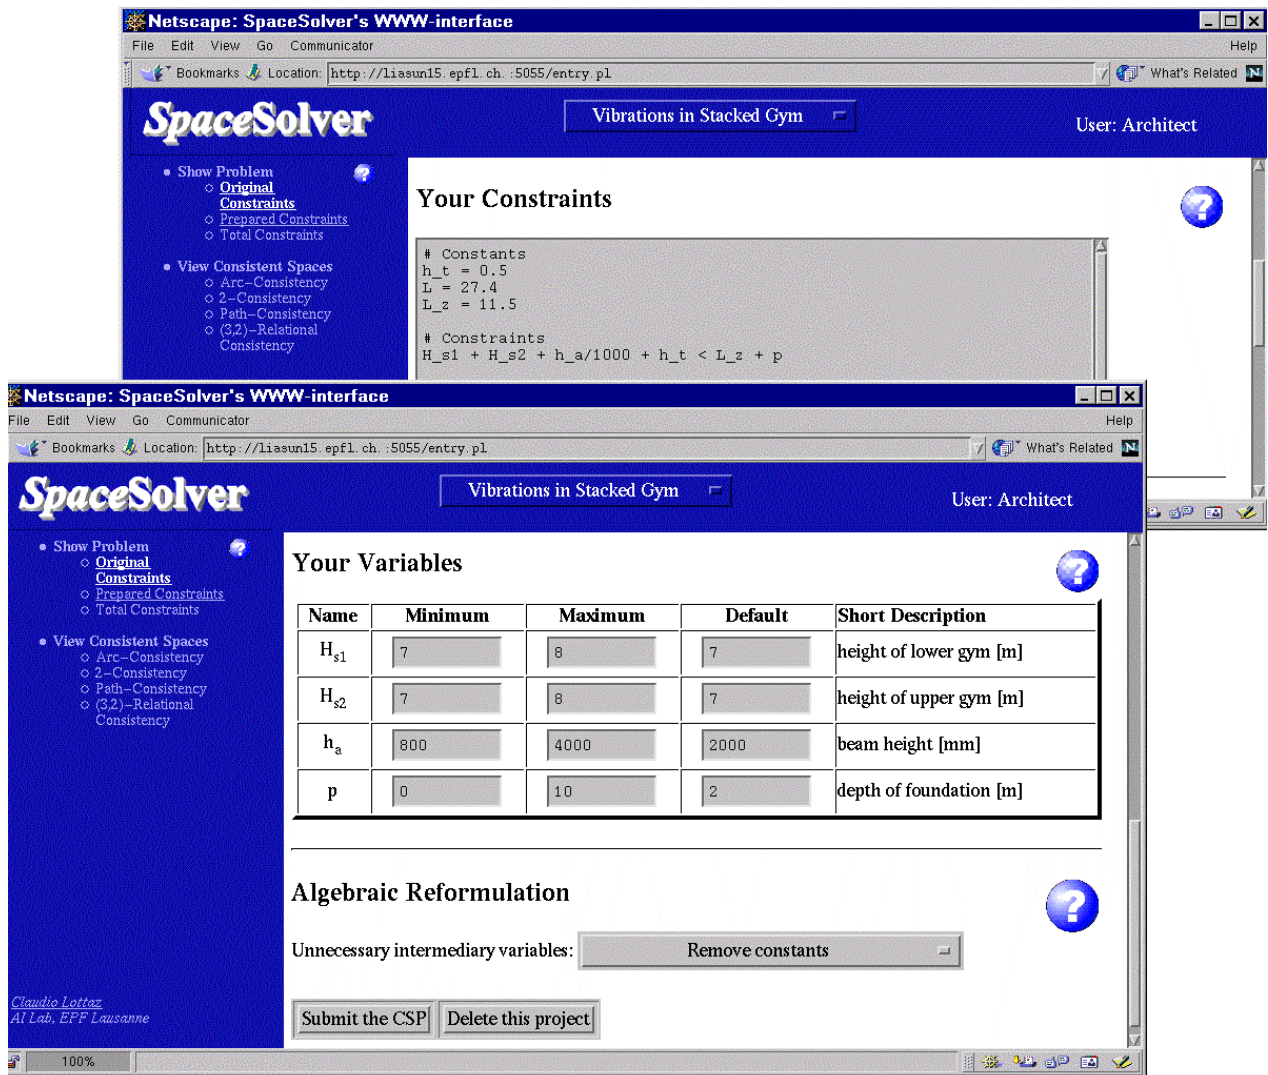 Netscape: SpaceSolver's WWW-interface
File Edit View Go Communicator Help
Bookmarks Location: http://liasun15.epfl.ch.:5055/entry.pl What's Related N
SpaceSolver
Vibrations in Stacked Gym
User: Architect
Show Problem
Original
Constraints
Prepared Constraints
Total Constraints
View Consistent Spaces
Arc-Consistency
2-Consistency
Path-Consistency
(3,2)-Relational
Consistency
Your Constraints
# Constants
h_t = 0.5
L = 27.4
L_z = 11.5
# Constraints
H_s1 + H_s2 + h_a/1000 + h_t < L_z + p
Netscape: SpaceSolver's WWW-interface
File Edit View Go Communicator Help
Bookmarks Location: http://liasun15.epfl.ch.:5055/entry.pl What's Related N
SpaceSolver
Vibrations in Stacked Gym
User: Architect
Show Problem
Original
Constraints
Prepared Constraints
Total Constraints
View Consistent Spaces
Arc-Consistency
2-Consistency
Path-Consistency
(3,2)-Relational
Consistency
Claudio Lottaz
AI Lab, EPF Lausanne
Your Variables
Name Minimum Maximum Default Short Description
H_s1 7 8 7 height of lower gym [m]
H_s2 7 8 7 height of upper gym [m]
h_a 800 4000 2000 beam height [mm]
p 0 10 2 depth of foundation [m]
Algebraic Reformulation
Unnecessary intermediary variables: Remove constants
Submit the CSP Delete this project
100%